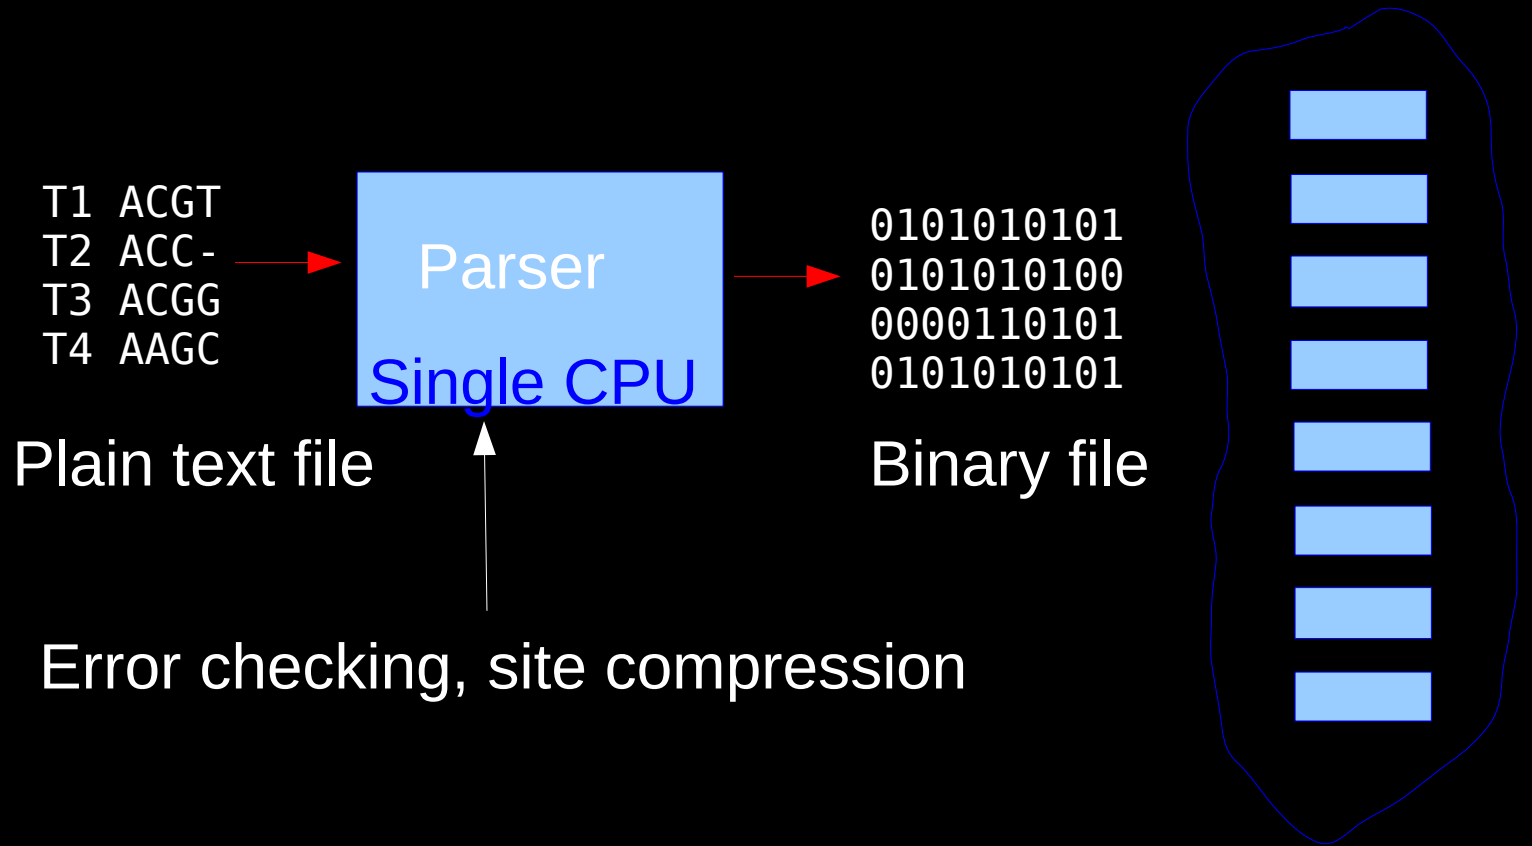 T1 ACGT
T2 ACC-
T3 ACGG
T4 AAGC
Plain text file
Parser
Single CPU
0101010101
0101010100
0000110101
0101010101
Binary file
Error checking, site compression